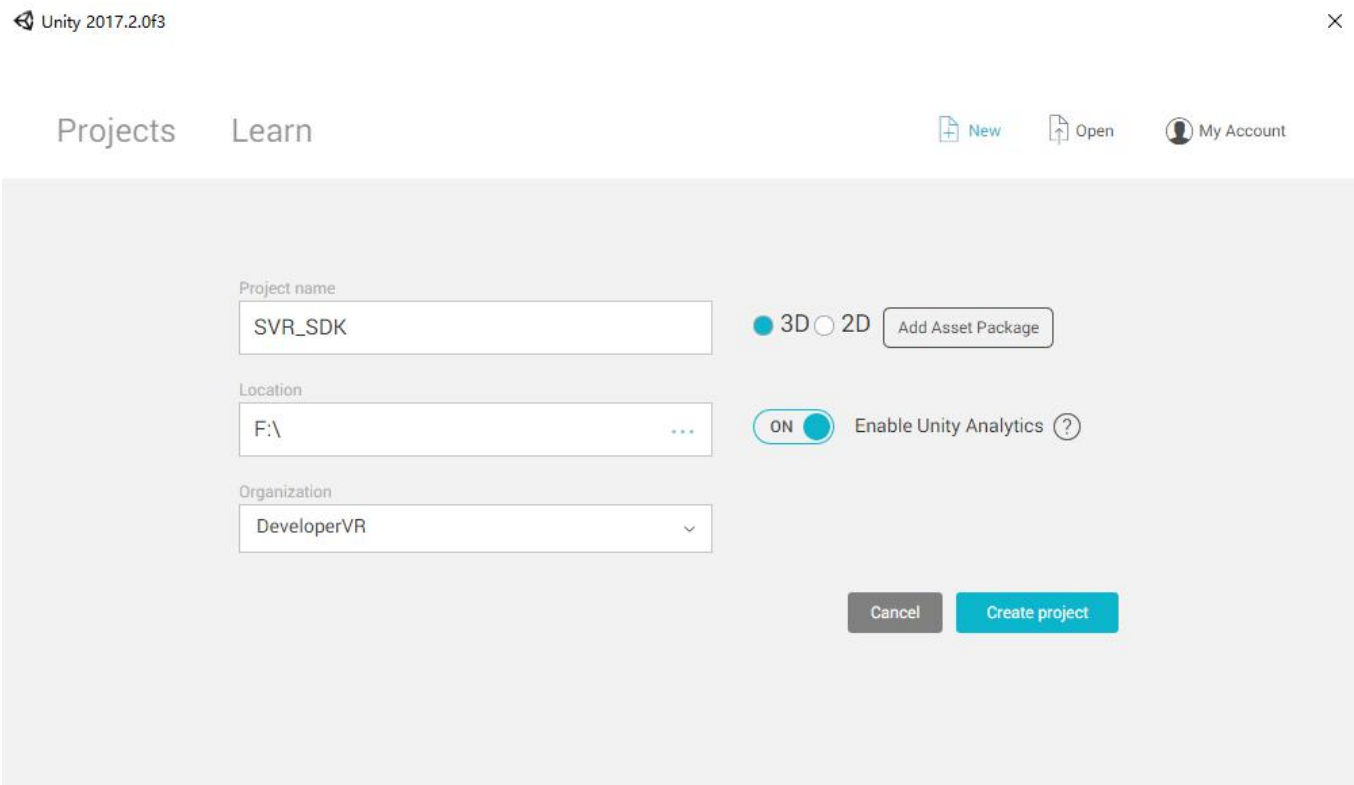 Unity 2017.2.0f3
Projects Learn New Open My Account
Project name
SVR_SDK
3D 2D Add Asset Package
Location
F:\ ...
ON Enable Unity Analytics ?
Organization
DeveloperVR
Cancel Create project